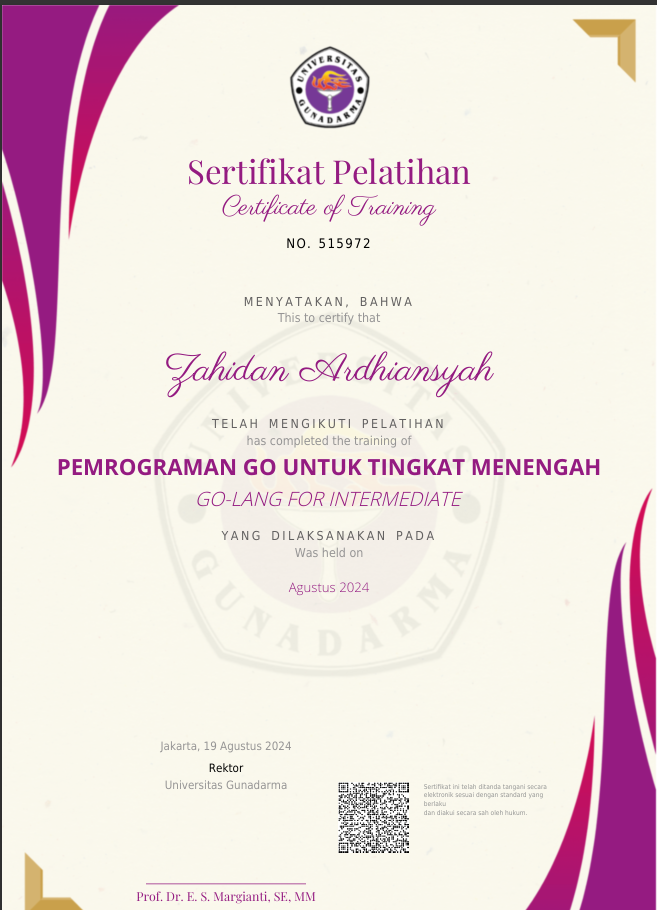 UNIVERSITAS
GUNADARMA
Sertifikat Pelatihan
Certificate of Training
NO. 515972
MENYATAKAN, BAHWA
This to certify that
Zahidan Ardhiansyah
TELAH MENGIKUTI PELATIHAN
has completed the training of
PEMROGRAMAN GO UNTUK TINGKAT MENENGAH
GO-LANG FOR INTERMEDIATE
YANG DILAKSANAKAN PADA
Was held on
Agustus 2024
UNIVERSITAS
GUNADARMA
Jakarta, 19 Agustus 2024
Rektor
Universitas Gunadarma
Sertifikat ini telah ditanda tangani secara
elektronik sesuai dengan standard yang
berlaku
dan diakui secara sah oleh hukum.
Prof. Dr. E. S. Margianti, SE, MM